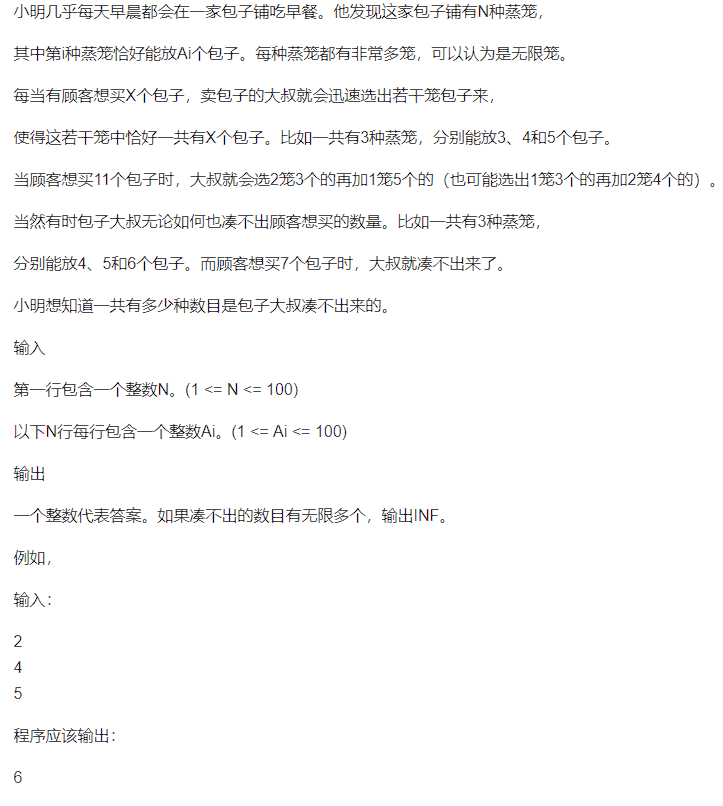 小明几乎每天早晨都会在一家包子铺吃早餐。他发现这家包子铺有N种蒸笼，
其中第i种蒸笼恰好能放Ai个包子。每种蒸笼都有非常多笼，可以认为是无限笼。
每当有顾客想买X个包子，卖包子的大叔就会迅速选出若干笼包子来，
使得这若干笼中恰好一共有X个包子。比如一共有3种蒸笼，分别能放3、4和5个包子。
当顾客想买11个包子时，大叔就会选2笼3个的再加1笼5个的（也可能选出1笼3个的再加2笼4个的）。
当然有时包子大叔无论如何也凑不出顾客想买的数量。比如一共有3种蒸笼，
分别能放4、5和6个包子。而顾客想买7个包子时，大叔就凑不出来了。
小明想知道一共有多少种数目是包子大叔凑不出来的。
输入
第一行包含一个整数N。(1 <= N <= 100)
以下N行每行包含一个整数Ai。(1 <= Ai <= 100)
输出
一个整数代表答案。如果凑不出的数目有无限多个，输出INF。
例如，
输入：
2
4
5
程序应该输出：
6